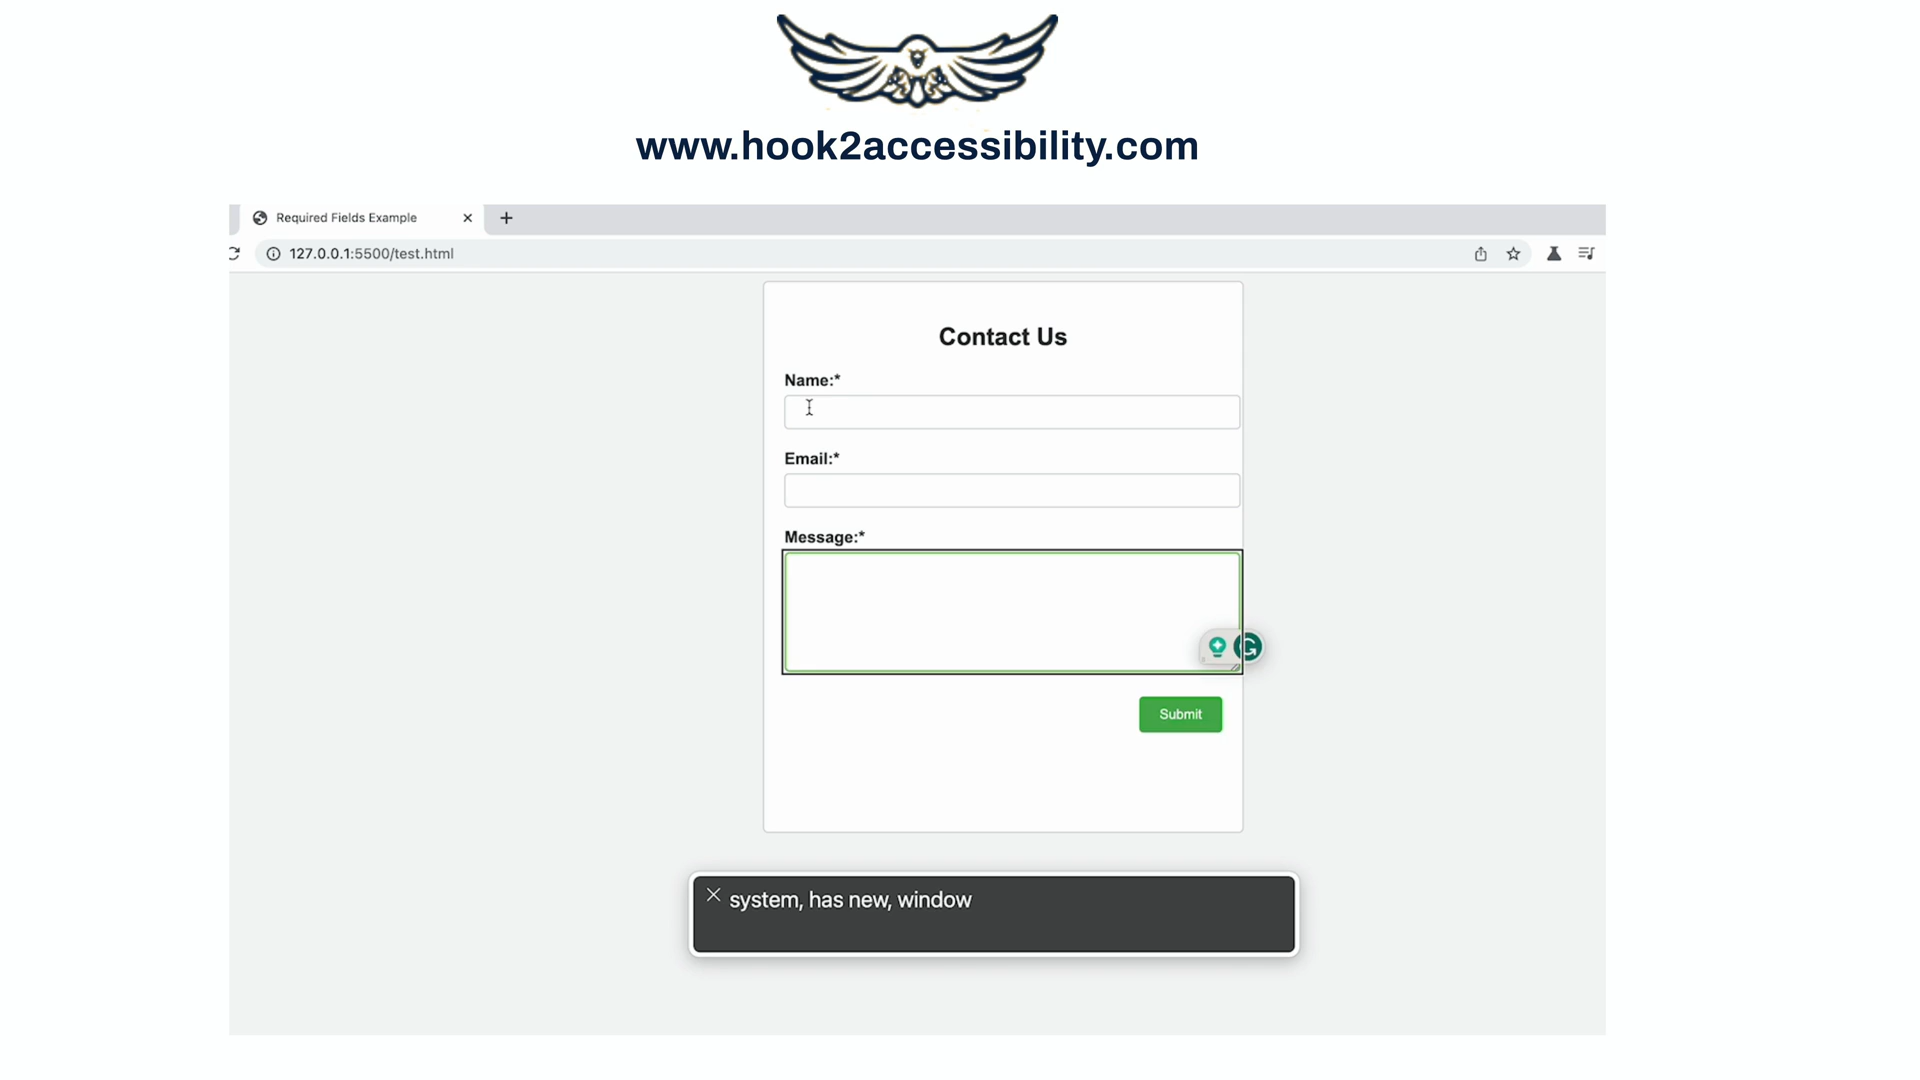 www.hook2accessibility.com
Required Fields Example
127.0.0.1:5500/test.html
Contact Us
Name:*
Email:*
Message:*
Submit
system, has new, window